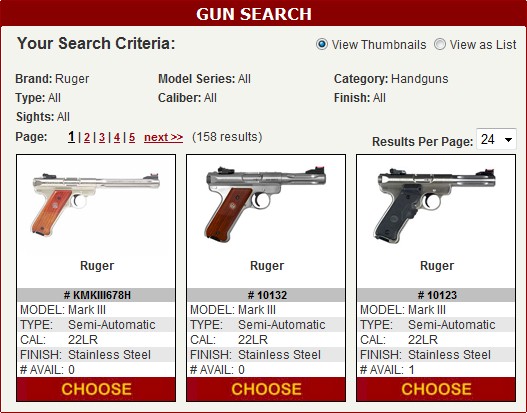 GUN SEARCH
Your Search Criteria:
View Thumbnails View as List
Brand: Ruger Model Series: All Category: Handguns
Type: All Caliber: All Finish: All
Sights: All
Page: 1 | 2 | 3 | 4 | 5 next >> (158 results) Results Per Page: 24
Ruger Ruger Ruger
# KMKIII678H # 10132 # 10123
MODEL: Mark III MODEL: Mark III MODEL: Mark III
TYPE: Semi-Automatic TYPE: Semi-Automatic TYPE: Semi-Automatic
CAL: 22LR CAL: 22LR CAL: 22LR
FINISH: Stainless Steel FINISH: Stainless Steel FINISH: Stainless Steel
# AVAIL: 0 # AVAIL: 0 # AVAIL: 1
CHOOSE CHOOSE CHOOSE